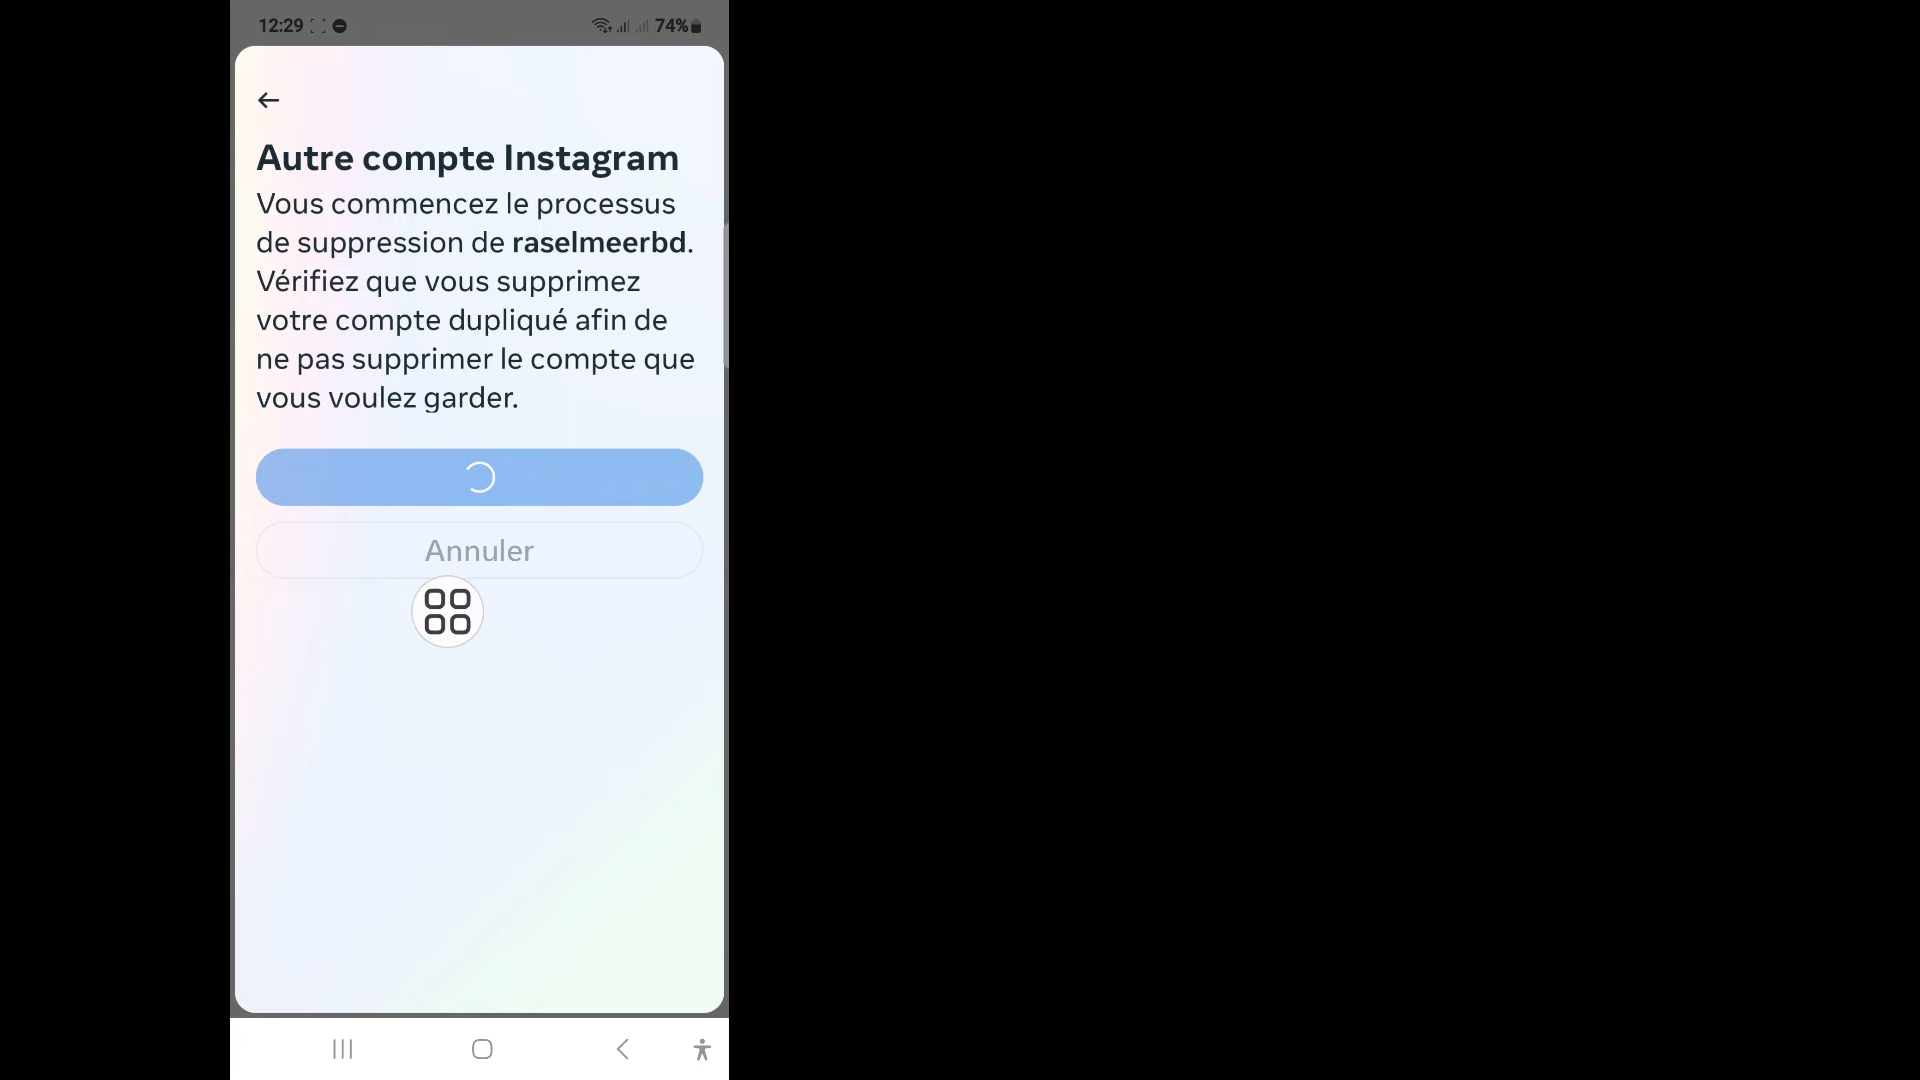 12:29
74%
Autre compte Instagram
Vous commencez le processus
de suppression de raselmeerbd.
Vérifiez que vous supprimez
votre compte dupliqué afin de
ne pas supprimer le compte que
vous voulez garder.
Annuler